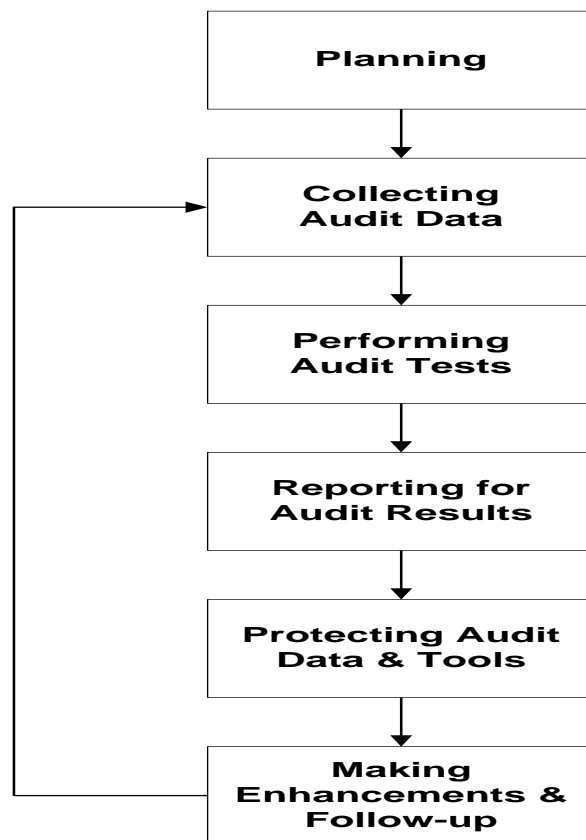 Planning
Collecting
Audit Data
Performing
Audit Tests
Reporting for
Audit Results
Protecting Audit
Data & Tools
Making
Enhancements &
Follow-up